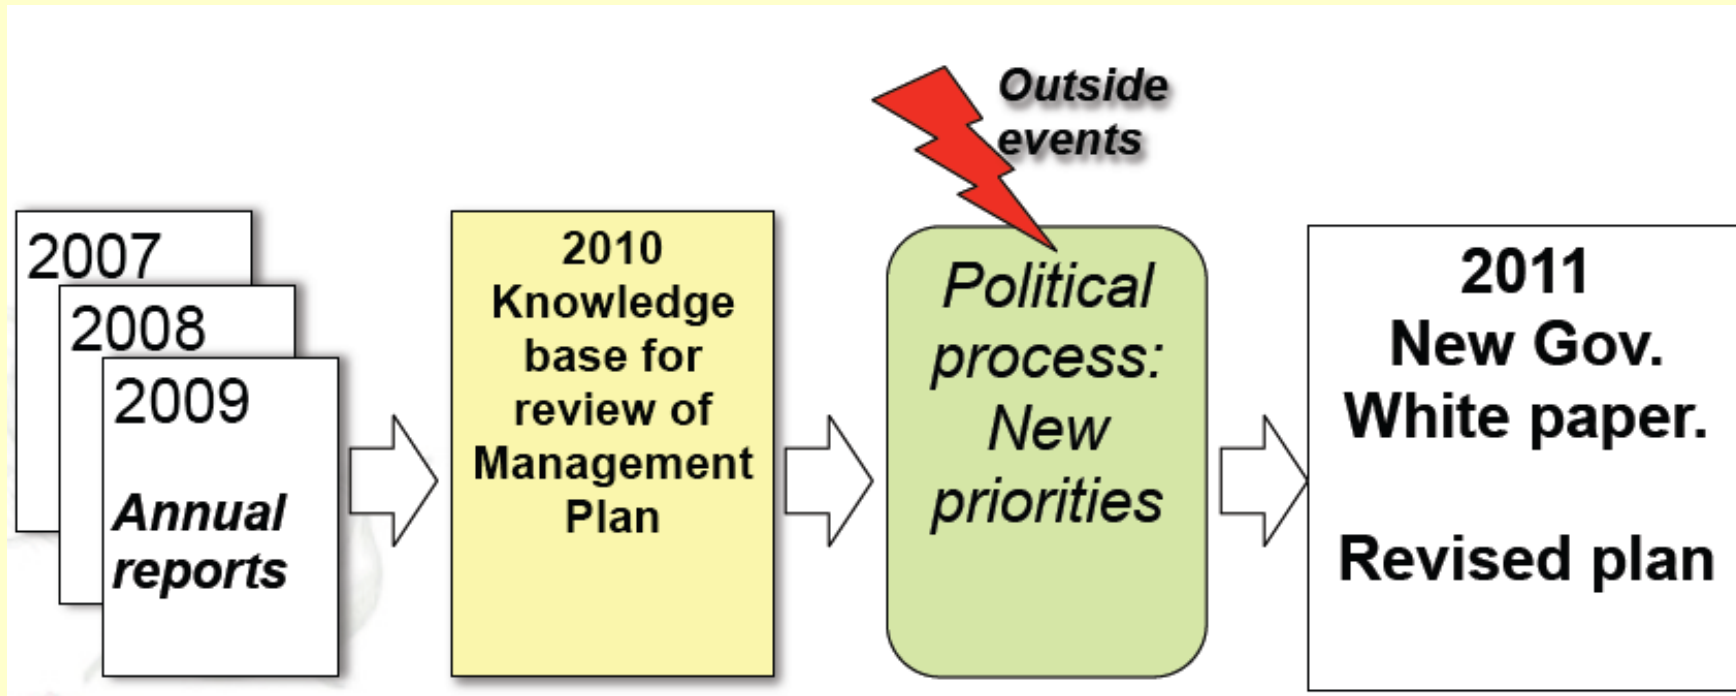 Outside
events
2007
2008
2009
Annual
reports
2010
Knowledge
base for
review of
Management
Plan
Political
process:
New
priorities
2011
New Gov.
White paper.
Revised plan